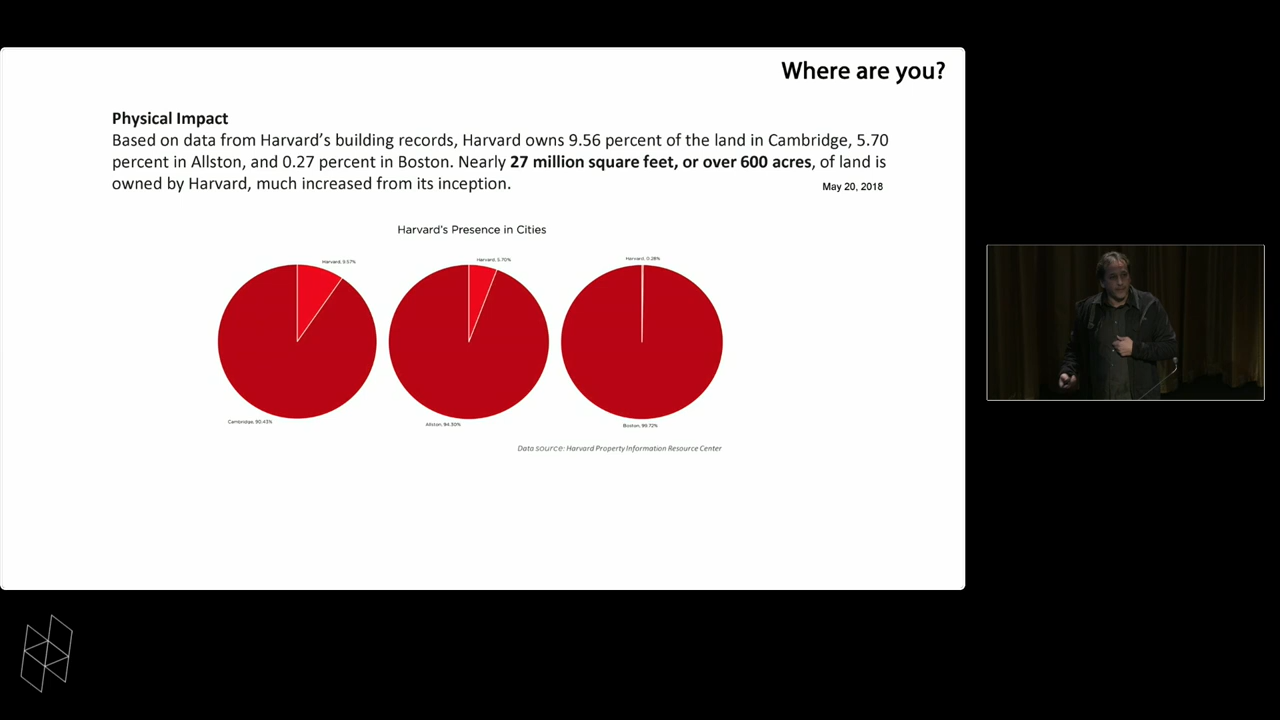 Where are you?
Physical Impact
Based on data from Harvard’s building records, Harvard owns 9.56 percent of the land in Cambridge, 5.70
percent in Allston, and 0.27 percent in Boston. Nearly 27 million square feet, or over 600 acres, of land is
owned by Harvard, much increased from its inception.
May 20, 2018
Harvard's Presence in Cities
Harvard, 9.57%
Harvard, 5.70%
Harvard, 0.28%
Cambridge, 90.43%
Allston, 94.30%
Boston, 99.72%
Data source: Harvard Property Information Resource Center